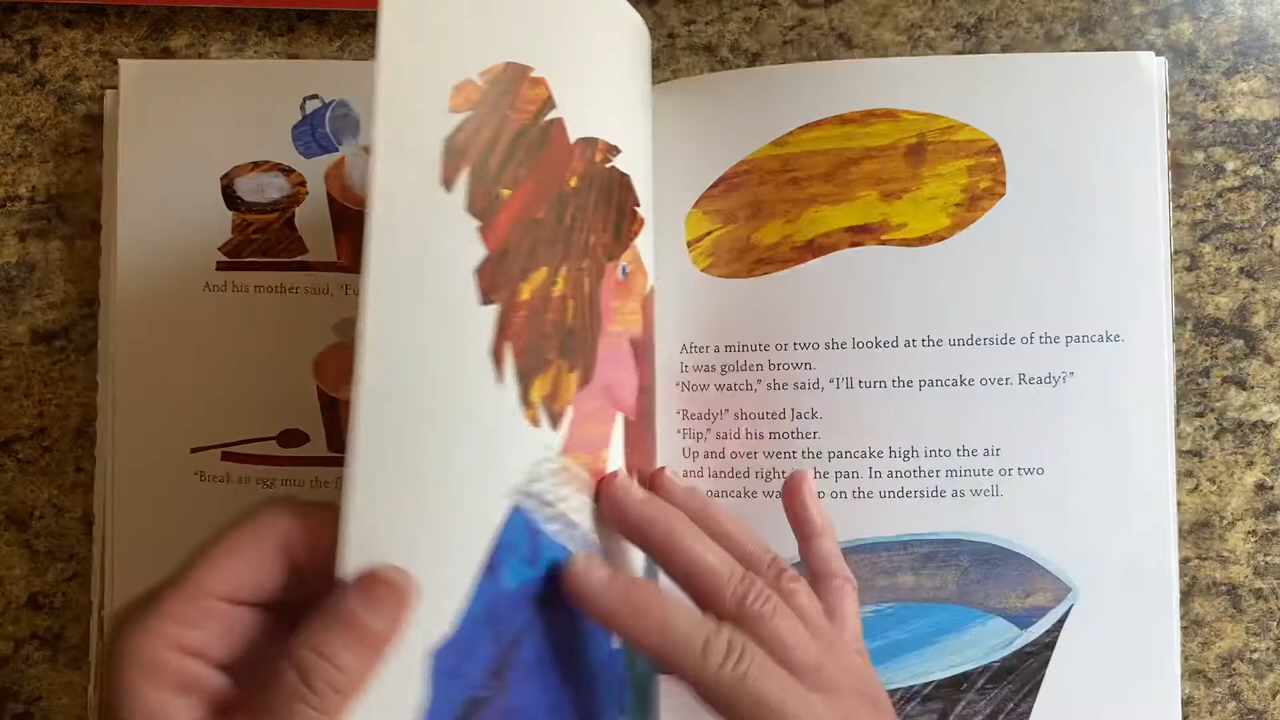 And his mother said,
"Break an egg into the
After a minute or two she looked at the underside of the pancake.
It was golden brown.
"Now watch," she said, "I'll turn the pancake over. Ready?"
"Ready!" shouted Jack.
"Flip," said his mother.
Up and over went the pancake high into the air
and landed right he pan. In another minute or two
pancake wa p on the underside as well.